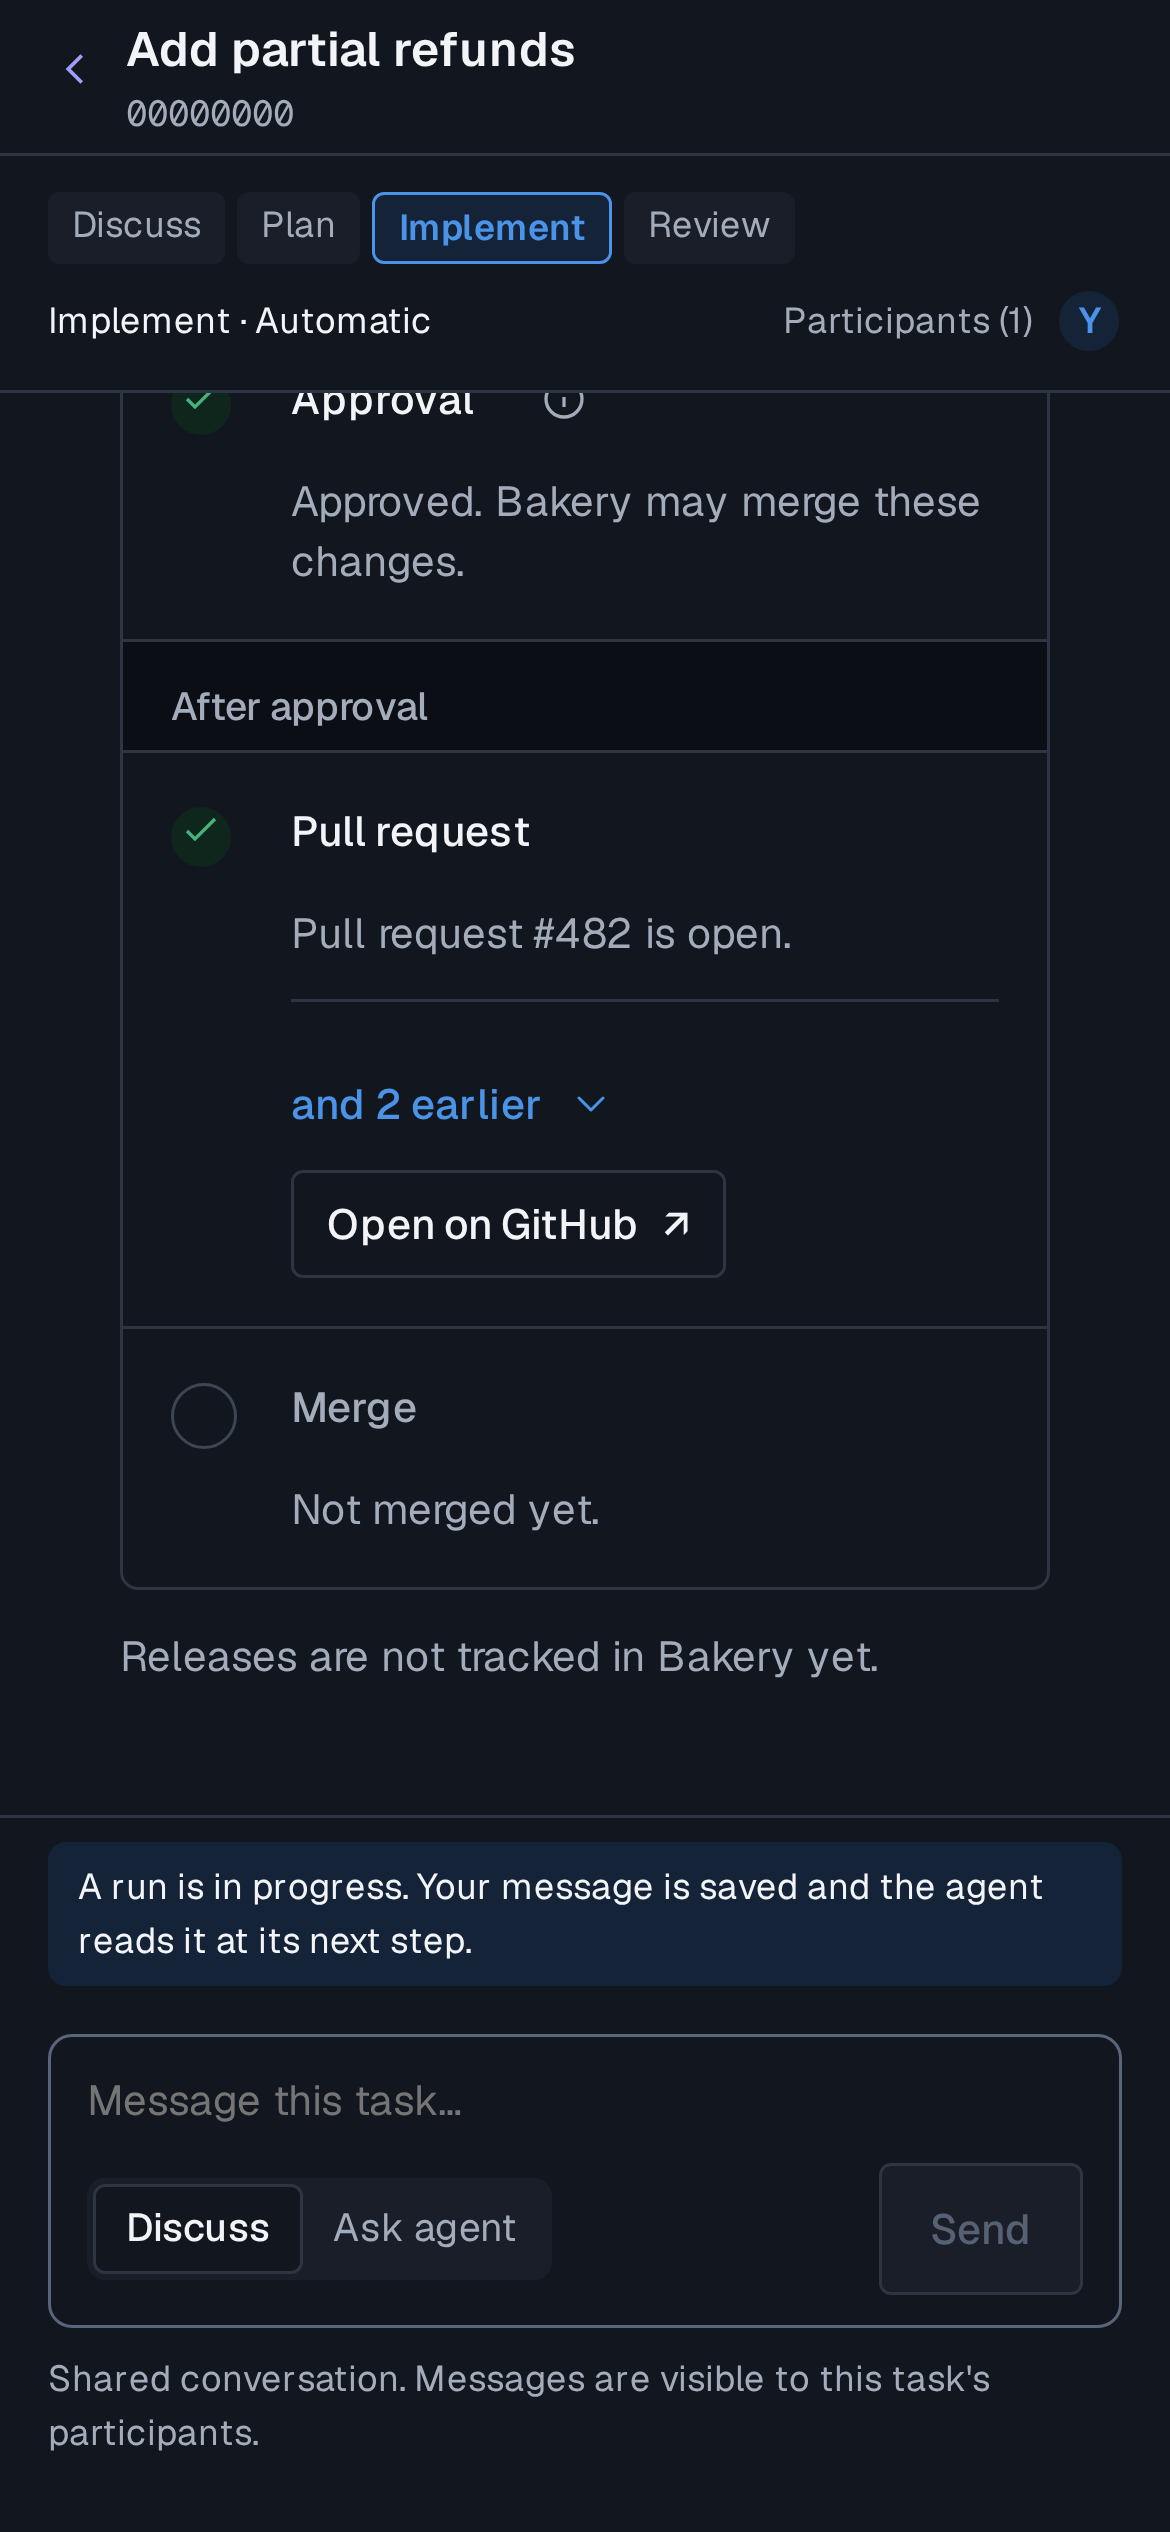 Add partial refunds
00000000
Discuss
Plan
Implement
Review
Implement · Automatic
Participants (1)
Y
Approval
Approved. Bakery may merge these
changes.
After approval
Pull request
Pull request #482 is open.
and 2 earlier
Open on GitHub
Merge
Not merged yet.
Releases are not tracked in Bakery yet.
A run is in progress. Your message is saved and the agent
reads it at its next step.
Message this task…
Discuss
Ask agent
Send
Shared conversation. Messages are visible to this task's
participants.